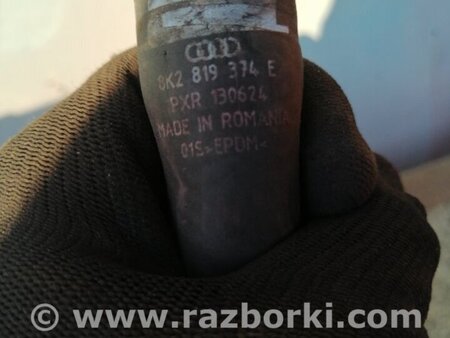 8K2 819 374 E
PXR 130624
MADE IN ROMANIA
01S >EPDM<
© www.razborki.com